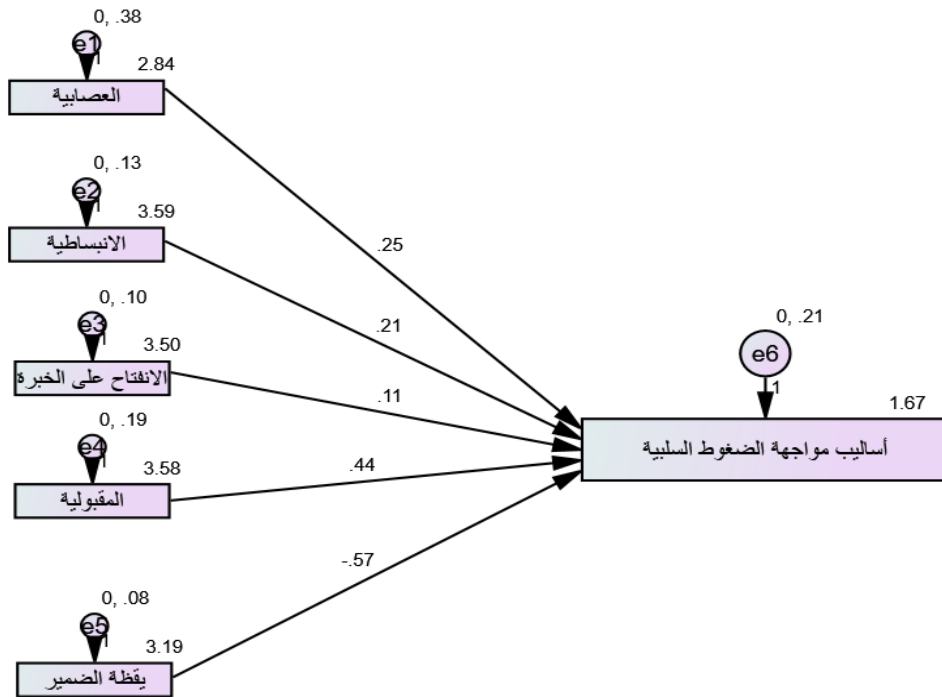 0, .38
e1
1
2.84
العصابية
0, .13
e2
1
3.59
الانبساطية
.25
.21
0, .10
e3
1
3.50
الانفتاح على الخبرة
.11
0, .21
e6
1
1.67
أساليب مواجهة الضغوط السلبية
0, .19
e4
1
3.58
المقبولية
.44
-.57
0, .08
e5
1
3.19
يقظة الضمير